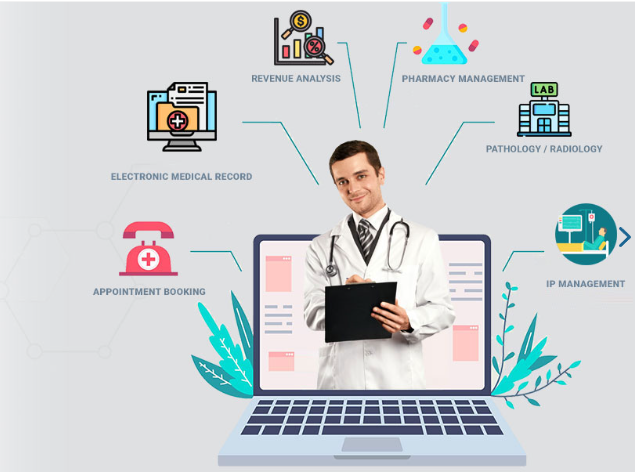 REVENUE ANALYSIS
PHARMACY MANAGEMENT
LAB
PATHOLOGY / RADIOLOGY
ELECTRONIC MEDICAL RECORD
APPOINTMENT BOOKING
IP MANAGEMENT